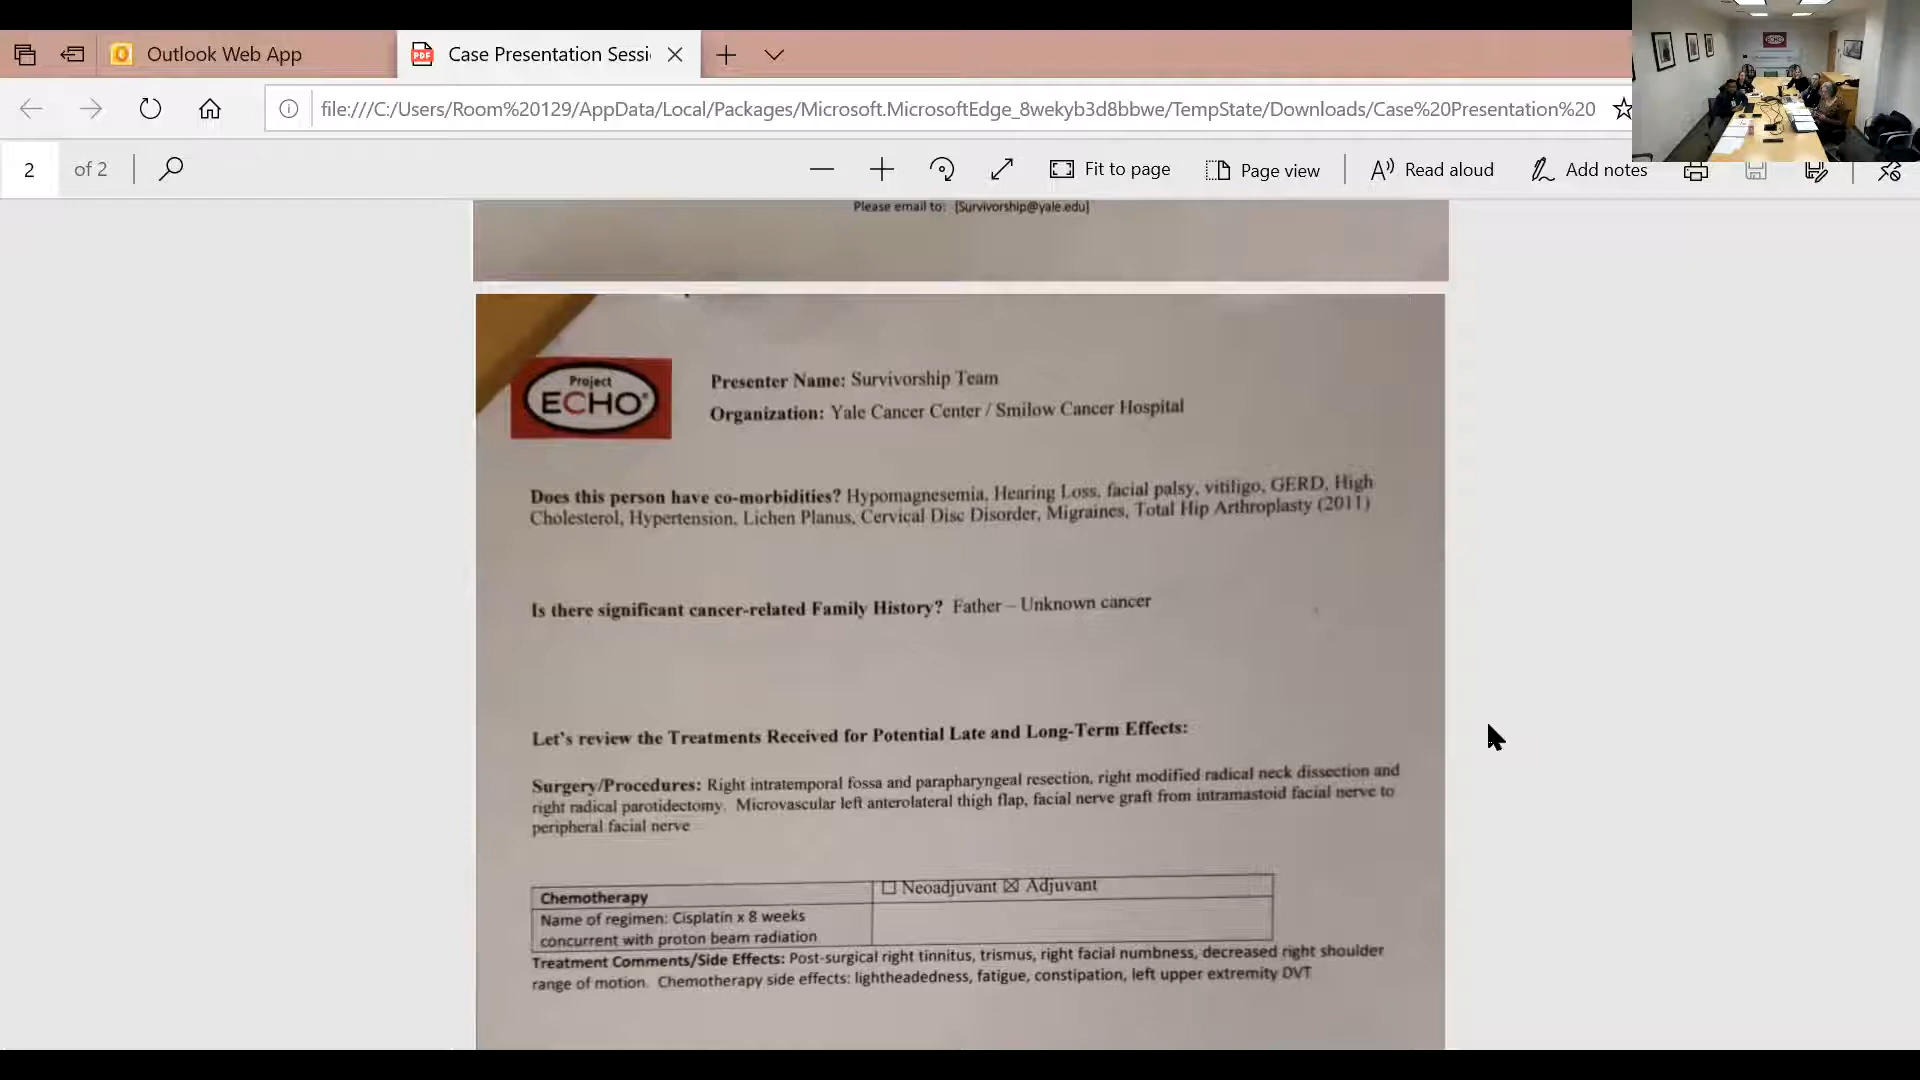 Outlook Web App
Case Presentation Sessi
file:///C:/Users/Room%20129/AppData/Local/Packages/Microsoft.MicrosoftEdge_8wekyb3d8bbwe/TempState/Downloads/Case%20Presentation%20
2 of 2
Fit to page
Page view
Read aloud
Add notes
Please email to: [Survivorship@yale.edu]
Project
ECHO
Presenter Name: Survivorship Team
Organization: Yale Cancer Center / Smilow Cancer Hospital
Does this person have co-morbidities? Hypomagnesemia, Hearing Loss, facial palsy, vitiligo, GERD, High
Cholesterol, Hypertension, Lichen Planus, Cervical Disc Disorder, Migraines, Total Hip Arthroplasty (2011)
Is there significant cancer-related Family History? Father – Unknown cancer
Let's review the Treatments Received for Potential Late and Long-Term Effects:
Surgery/Procedures: Right intratemporal fossa and parapharyngeal resection, right modified radical neck dissection and
right radical parotidectomy. Microvascular left anterolateral thigh flap, facial nerve graft from intramastoid facial nerve to
peripheral facial nerve
Chemotherapy
☐ Neoadjuvant ☒ Adjuvant
Name of regimen: Cisplatin x 8 weeks
concurrent with proton beam radiation
Treatment Comments/Side Effects: Post-surgical right tinnitus, trismus, right facial numbness, decreased right shoulder
range of motion. Chemotherapy side effects: lightheadedness, fatigue, constipation, left upper extremity DVT